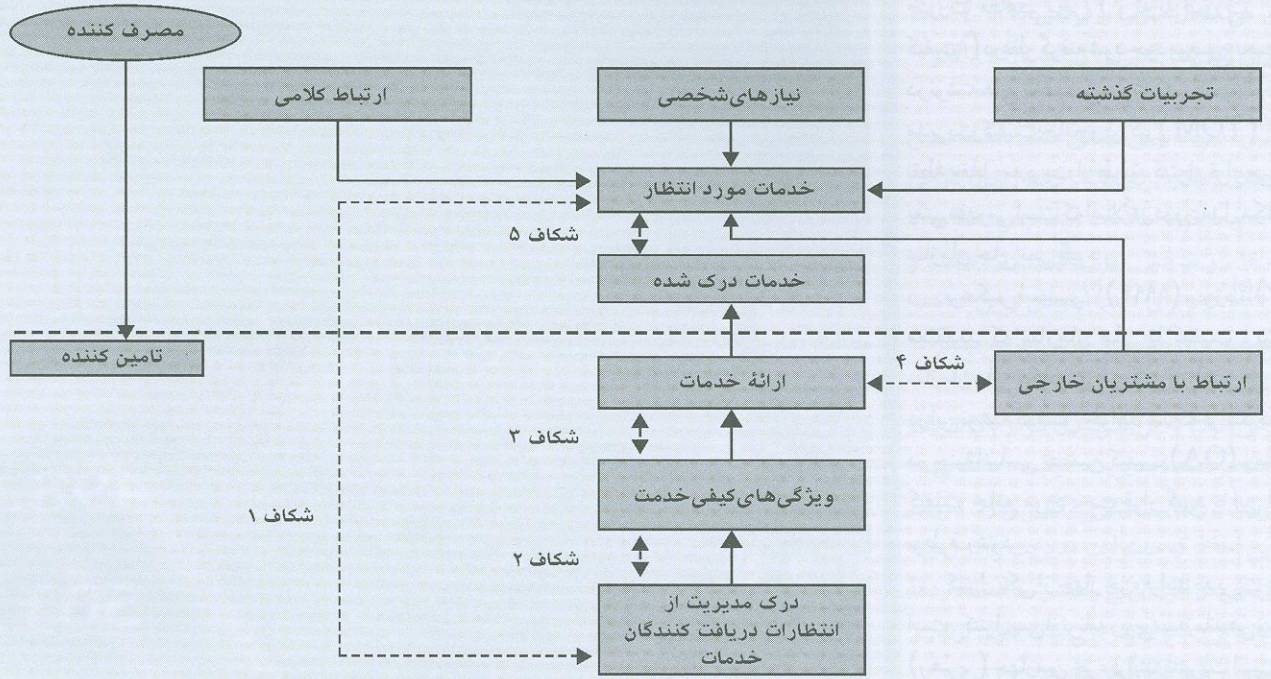 مصرف کننده
ارتباط کلامی
نیازهای‌شخصی
تجربیات گذشته
خدمات مورد انتظار
شکاف ۵
خدمات درک شده
تامین کننده
ارائهٔ خدمات
شکاف ۴
ارتباط با مشتریان خارجی
شکاف ۳
ویژگی‌های‌کیفی‌خدمت
شکاف ۱
شکاف ۲
درک مدیریت از
انتظارات دریافت کنندگان
خدمات